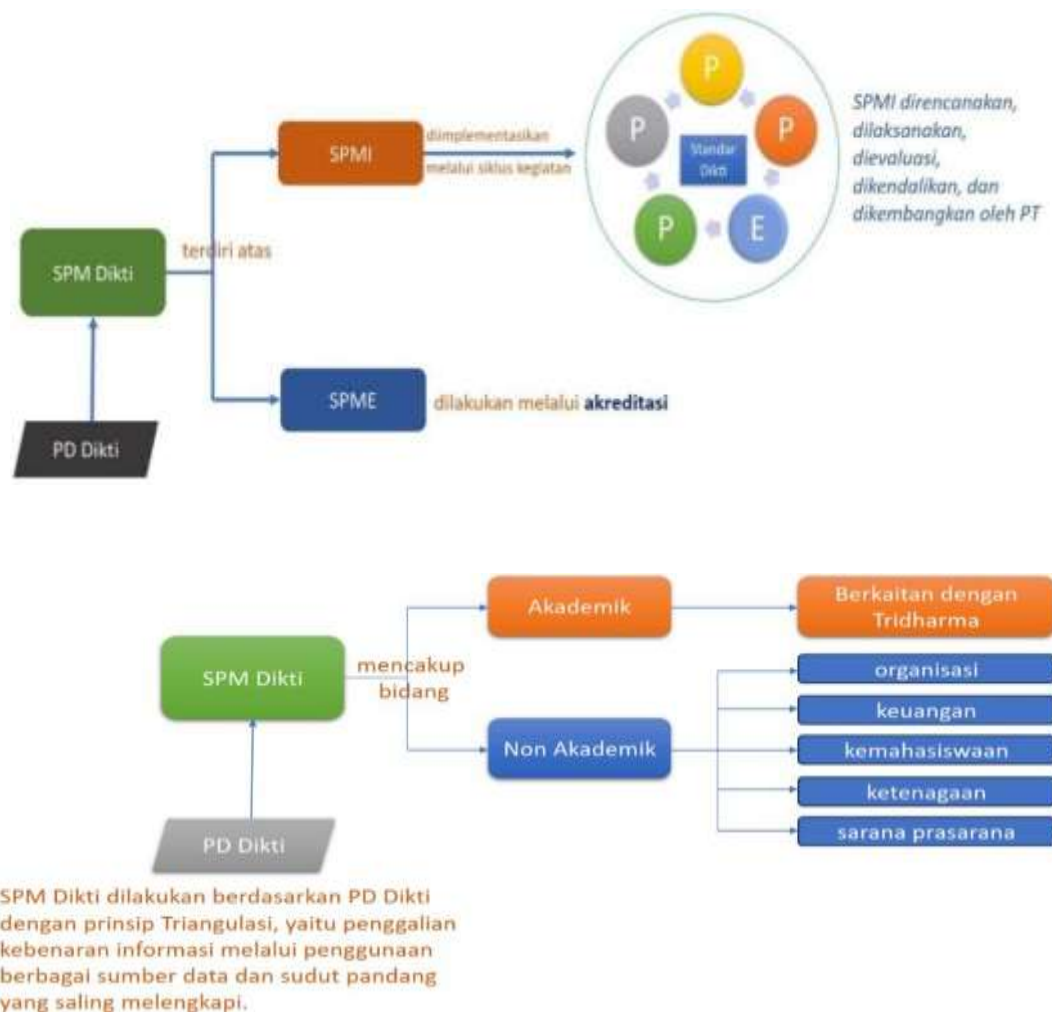 P
P
P
E
P
Standar
Dikti
SPMI direncanakan,
dilaksanakan,
dievaluasi,
dikendalikan, dan
dikembangkan oleh PT
SPMI
diimplementasikan
melalui siklus kegiatan
SPM Dikti
terdiri atas
SPME
dilakukan melalui akreditasi
PD Dikti
Akademik
Berkaitan dengan
Tridharma
SPM Dikti
mencakup
bidang
organisasi
keuangan
Non Akademik
kemahasiswaan
ketenagaan
sarana prasarana
PD Dikti
SPM Dikti dilakukan berdasarkan PD Dikti
dengan prinsip Triangulasi, yaitu penggalian
kebenaran informasi melalui penggunaan
berbagai sumber data dan sudut pandang
yang saling melengkapi.